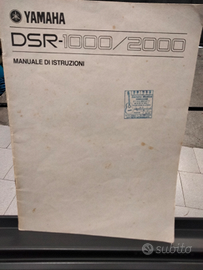 YAMAHA
DSR-1000/2000
MANUALE DI ISTRUZIONI
subito